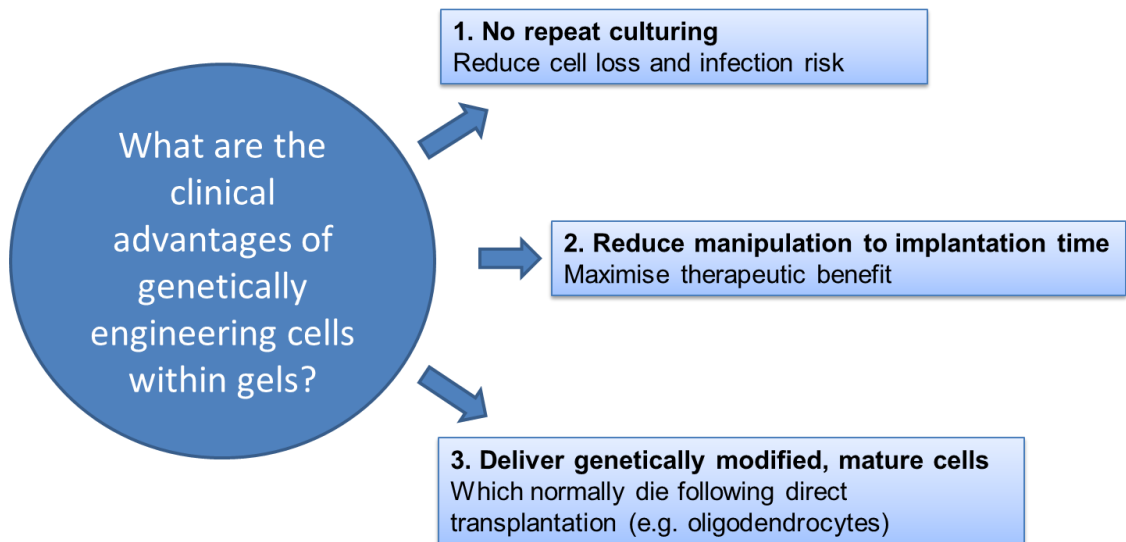 What are the
clinical
advantages of
genetically
engineering cells
within gels?
1. No repeat culturing
Reduce cell loss and infection risk
2. Reduce manipulation to implantation time
Maximise therapeutic benefit
3. Deliver genetically modified, mature cells
Which normally die following direct
transplantation (e.g. oligodendrocytes)